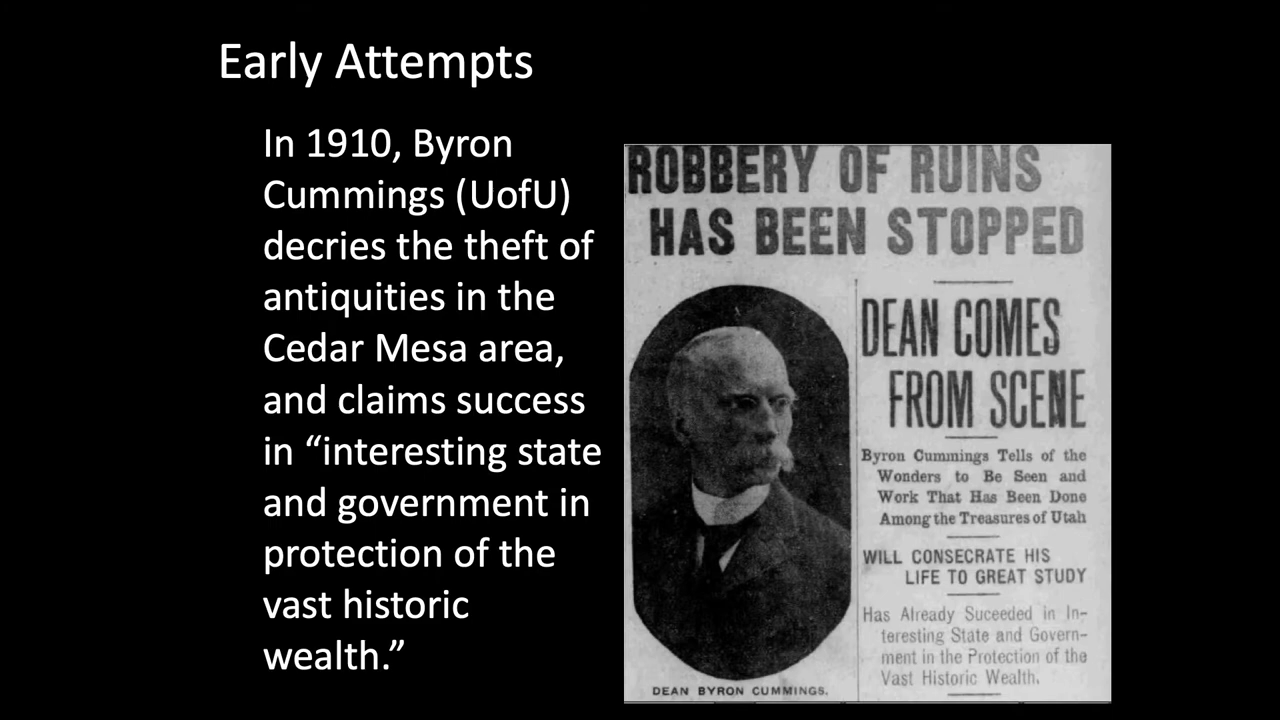 Early Attempts
In 1910, Byron
Cummings (UofU)
decries the theft of
antiquities in the
Cedar Mesa area,
and claims success
in “interesting state
and government in
protection of the
vast historic
wealth.”
ROBBERY OF RUINS
HAS BEEN STOPPED
DEAN COMES
FROM SCENE
Byron Cummings Tells of the
Wonders to Be Seen and
Work That Has Been Done
Among the Treasures of Utah
WILL CONSECRATE HIS
LIFE TO GREAT STUDY
Has Already Suceeded in In-
teresting State and Govern-
ment in the Protection of the
Vast Historic Wealth.
DEAN BYRON CUMMINGS.